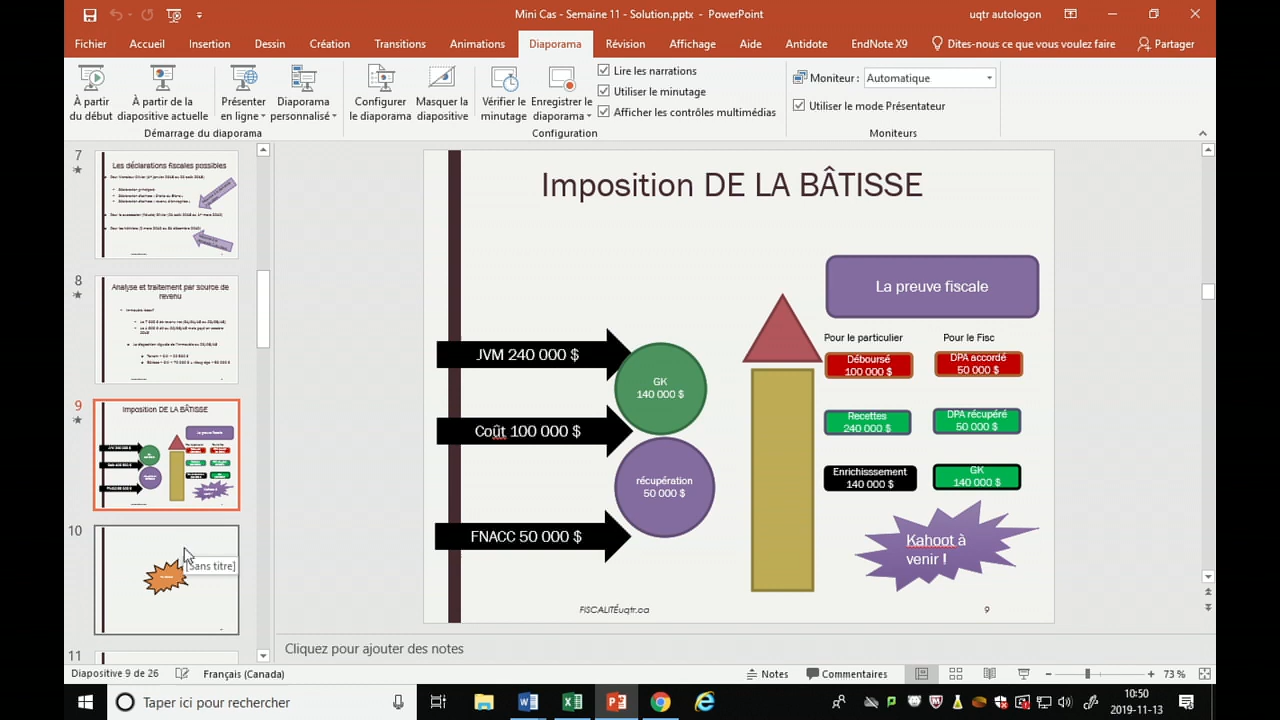 Mini Cas - Semaine 11 - Solution.pptx - PowerPoint
uqtr autologon
Fichier Accueil Insertion Dessin Création Transitions Animations Diaporama Révision Affichage Aide Antidote EndNote X9 Dites-nous ce que vous voulez faire Partager
À partir du début
À partir de la diapositive actuelle
Présenter en ligne
Diaporama personnalisé
Démarrage du diaporama
Configurer le diaporama
Masquer la diapositive
Vérifier le minutage
Enregistrer le diaporama
Lire les narrations
Utiliser le minutage
Afficher les contrôles multimédias
Configuration
Moniteur : Automatique
Utiliser le mode Présentateur
Moniteurs
7
Les déclarations fiscales possibles
8
Analyse et traitement par source de
revenu
9
Imposition DE LA BÂTISSE
10
[Sans titre]
11
Imposition DE LA BÂTISSE
La preuve fiscale
JVM 240 000 $
Coût 100 000 $
FNACC 50 000 $
GK
140 000 $
récupération
50 000 $
Pour le particulier
Pour le Fisc
Déboursé
100 000 $
DPA accordé
50 000 $
Recettes
240 000 $
DPA récupéré
50 000 $
Enrichisssement
140 000 $
GK
140 000 $
Kahoot à
venir !
FISCALITÉuqtr.ca
9
Cliquez pour ajouter des notes
Diapositive 9 de 26
Français (Canada)
Notes
Commentaires
73 %
Taper ici pour rechercher
10:50
2019-11-13